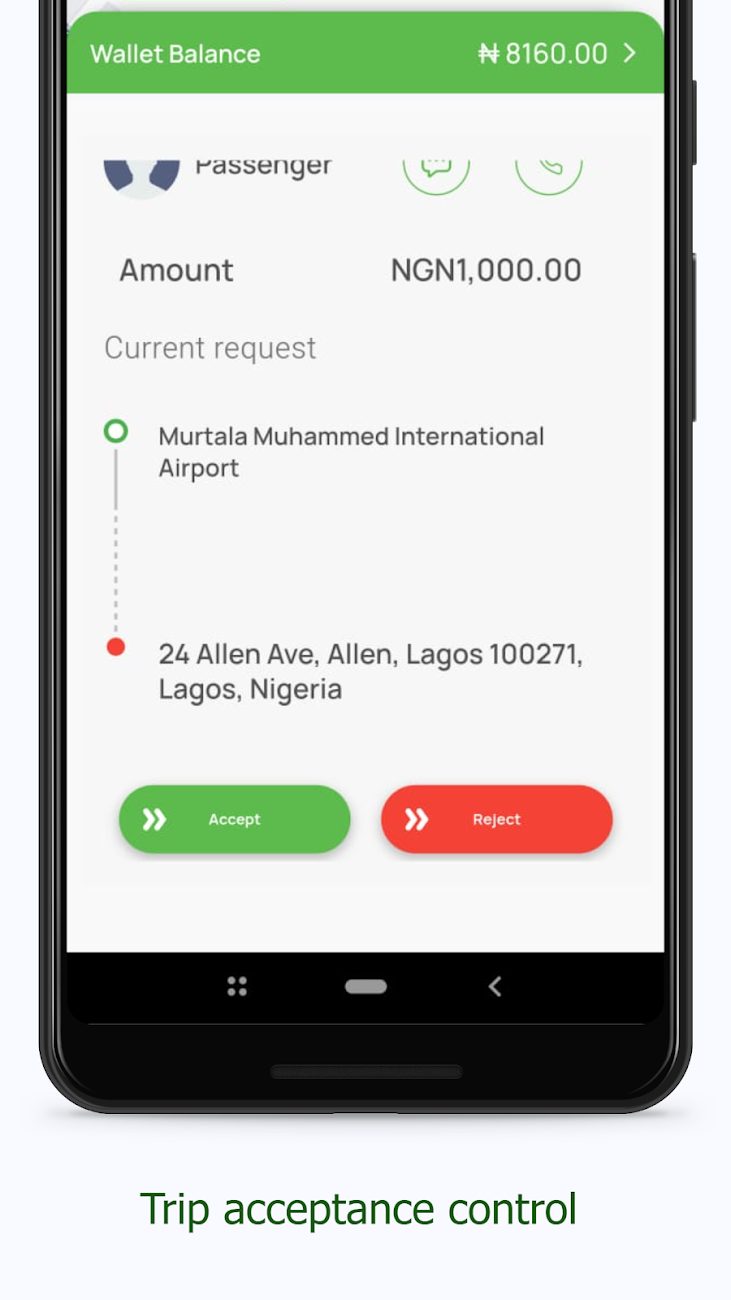 Wallet Balance ₦ 8160.00
Passenger
Amount NGN1,000.00
Current request
Murtala Muhammed International
Airport
24 Allen Ave, Allen, Lagos 100271,
Lagos, Nigeria
Accept Reject
Trip acceptance control